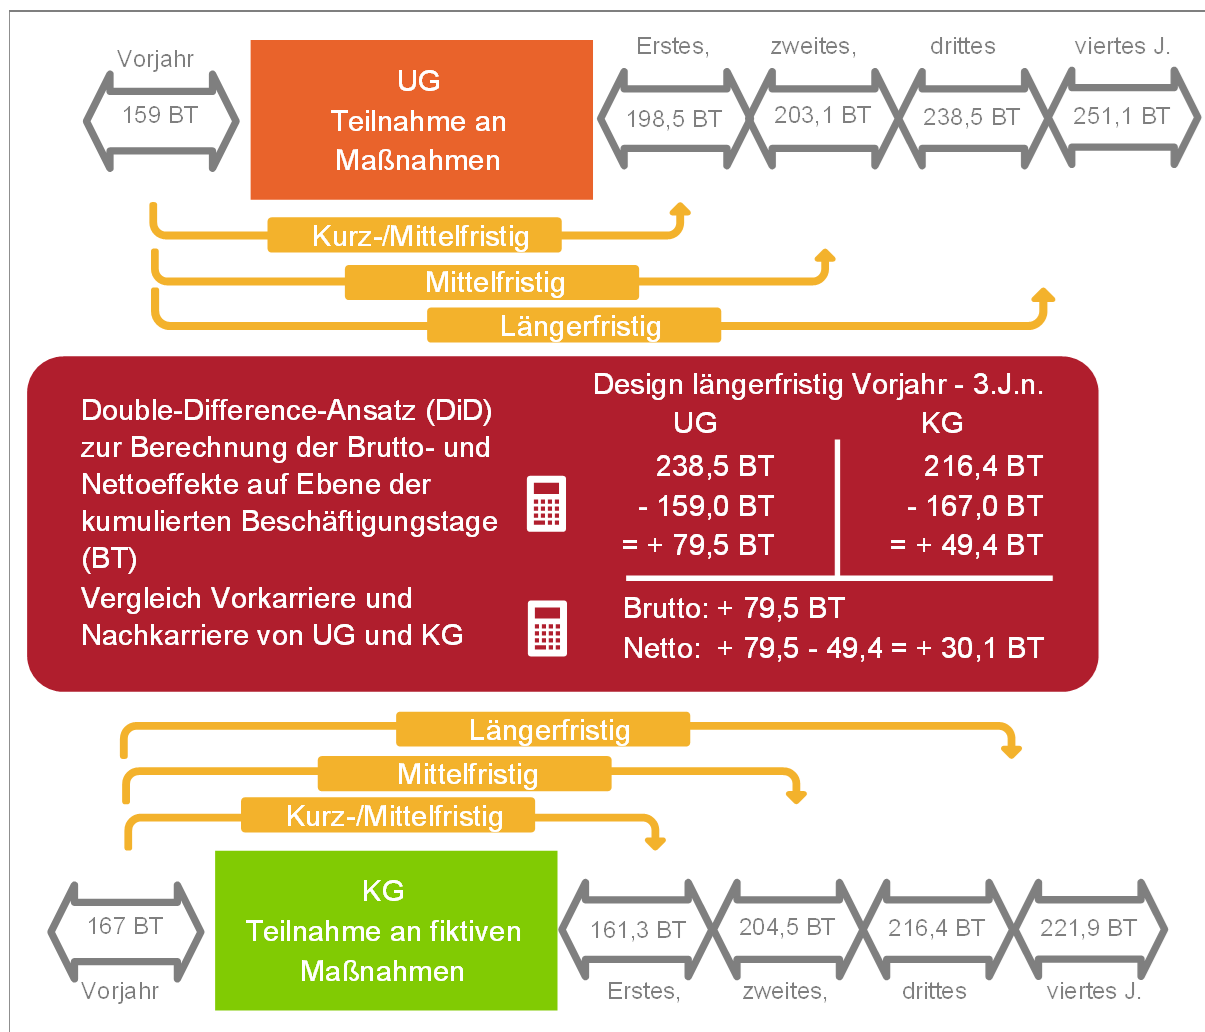 Vorjahr
Erstes,
zweites,
drittes
viertes J.
159 BT
UG
Teilnahme an
Maßnahmen
198,5 BT
203,1 BT
238,5 BT
251,1 BT
Kurz-/Mittelfristig
Mittelfristig
Längerfristig
Double-Difference-Ansatz (DiD)
zur Berechnung der Brutto- und
Nettoeffekte auf Ebene der
kumulierten Beschäftigungstage
(BT)
Vergleich Vorkarriere und
Nachkarriere von UG und KG
Design längerfristig Vorjahr - 3.J.n.
UG KG
238,5 BT 216,4 BT
- 159,0 BT - 167,0 BT
= + 79,5 BT = + 49,4 BT
Brutto: + 79,5 BT
Netto: + 79,5 - 49,4 = + 30,1 BT
Längerfristig
Mittelfristig
Kurz-/Mittelfristig
167 BT
KG
Teilnahme an fiktiven
Maßnahmen
161,3 BT
204,5 BT
216,4 BT
221,9 BT
Vorjahr
Erstes,
zweites,
drittes
viertes J.